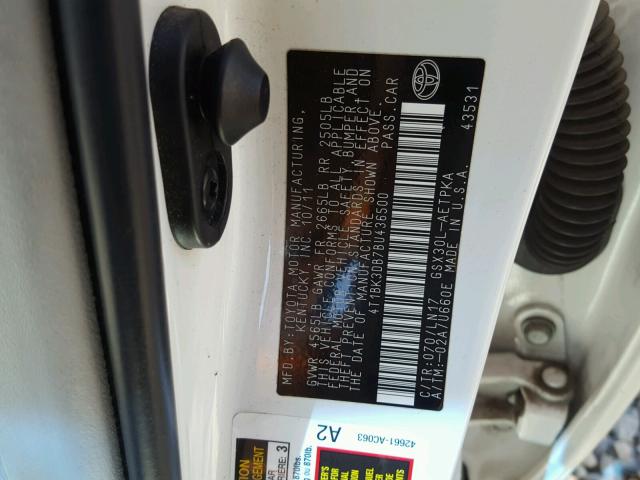 MFD. BY: TOYOTA MOTOR MANUFACTURING,
KENTUCKY, INC. 10/11
GVWR 4565LB GAWR FR 2665LB RR 2505LB
THIS VEHICLE CONFORMS TO ALL APPLICABLE
FEDERAL MOTOR VEHICLE SAFETY BUMPER, AND
THEFT PREVENTION STANDARDS IN EFFECT ON
THE DATE OF MANUFACTURE SHOWN ABOVE.
4T1BK3DB7BU436500 PASS. CAR
C/TR: 070/LN17 GSX30L-AETPKA
A/TM: -02A/U660E MADE IN U.S.A.
43531
42661-AC063
A2
3